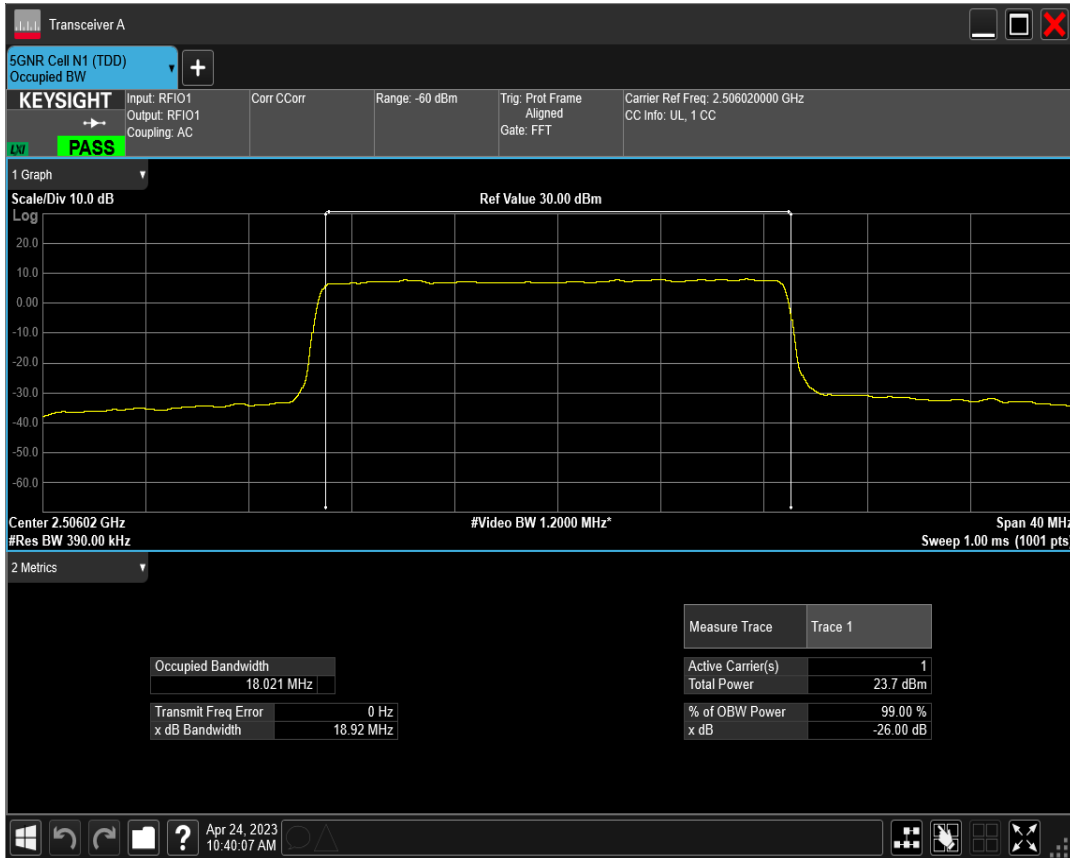 Transceiver A
5GNR Cell N1 (TDD)
Occupied BW
+
KEYSIGHT
LXI
PASS
Input: RFIO1
Output: RFIO1
Coupling: AC
Corr CCorr
Range: -60 dBm
Trig: Prot Frame
Aligned
Gate: FFT
Carrier Ref Freq: 2.506020000 GHz
CC Info: UL, 1 CC
1 Graph
Scale/Div 10.0 dB
Ref Value 30.00 dBm
Log
20.0
10.0
0.00
-10.0
-20.0
-30.0
-40.0
-50.0
-60.0
Center 2.50602 GHz
#Video BW 1.2000 MHz*
Span 40 MHz
#Res BW 390.00 kHz
Sweep 1.00 ms (1001 pts)
2 Metrics
Measure Trace Trace 1
Occupied Bandwidth
18.021 MHz
Active Carrier(s) 1
Total Power 23.7 dBm
Transmit Freq Error 0 Hz
x dB Bandwidth 18.92 MHz
% of OBW Power 99.00 %
x dB -26.00 dB
?
Apr 24, 2023
10:40:07 AM